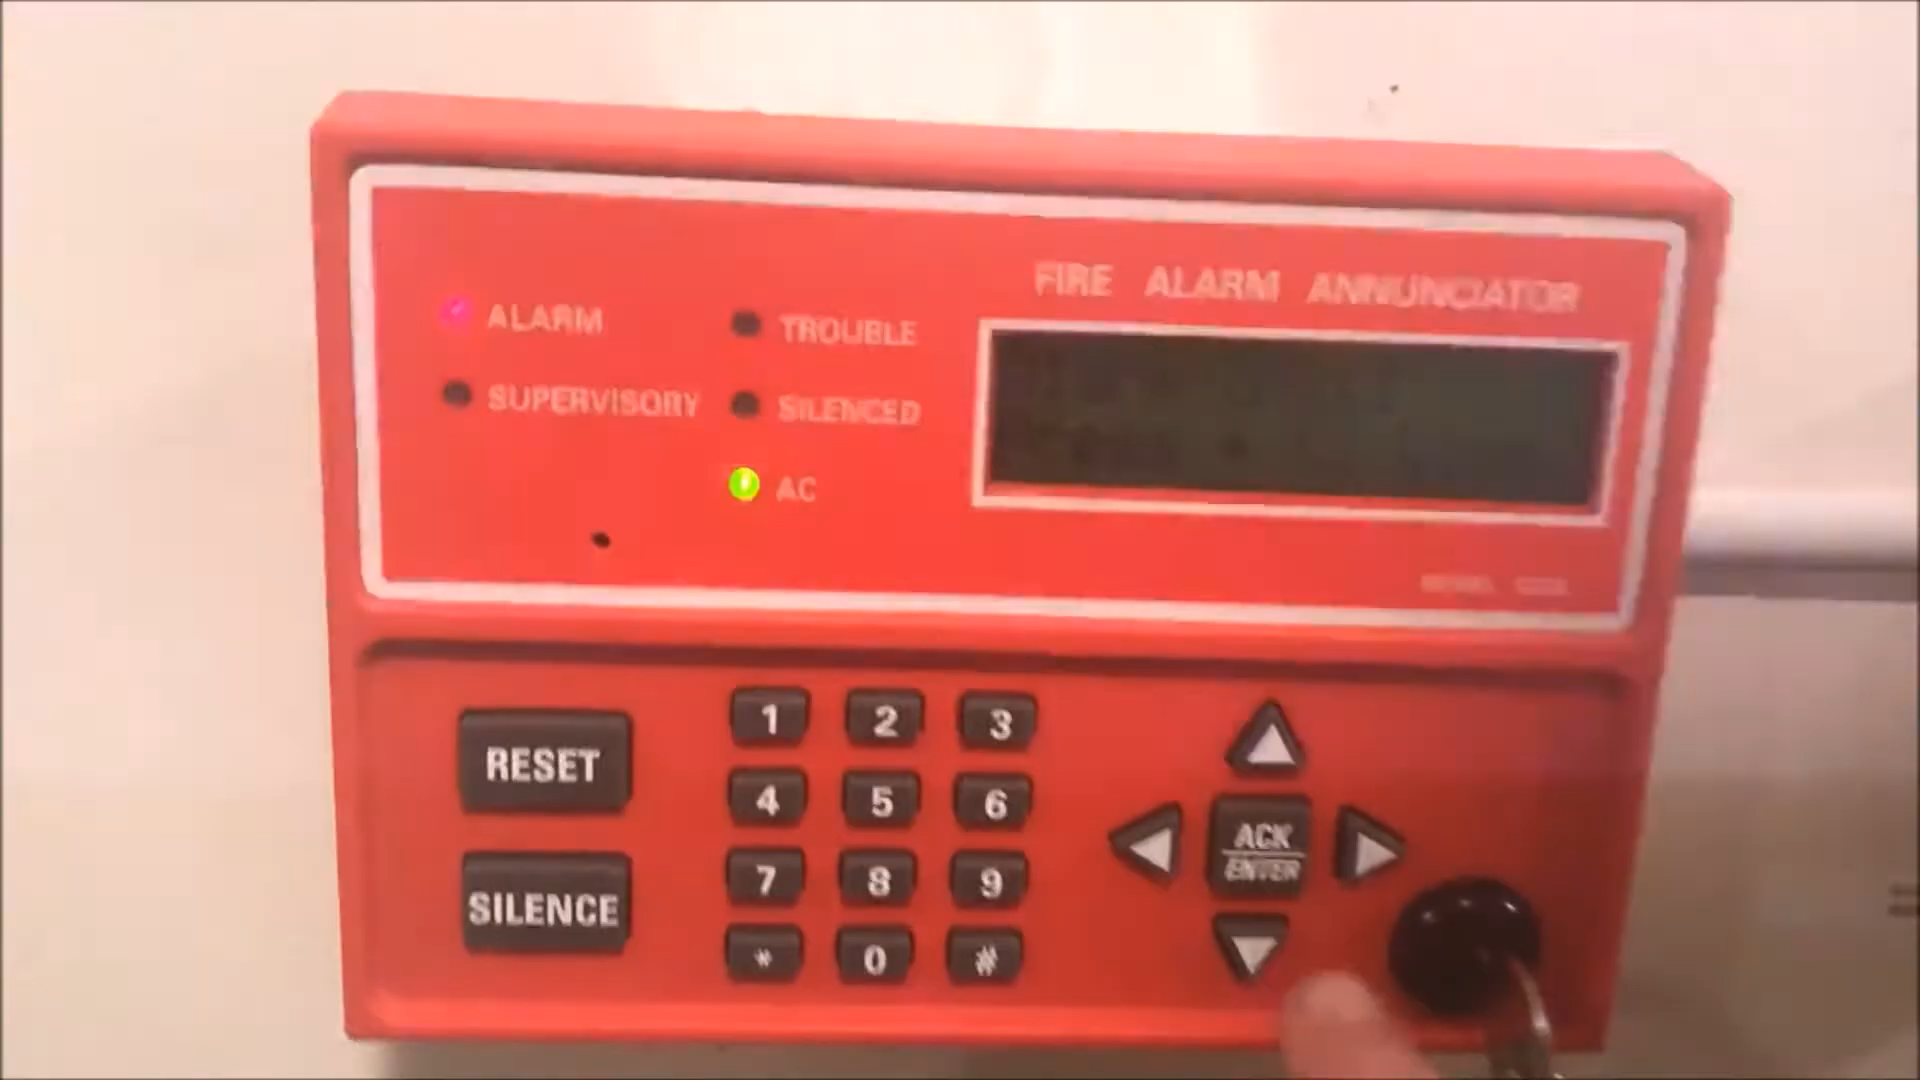 FIRE ALARM ANNUNCIATOR
ALARM
TROUBLE
SUPERVISORY
SILENCED
AC
MODEL
RESET
SILENCE
1 2 3
4 5 6
7 8 9
* 0 #
ACK
ENTER